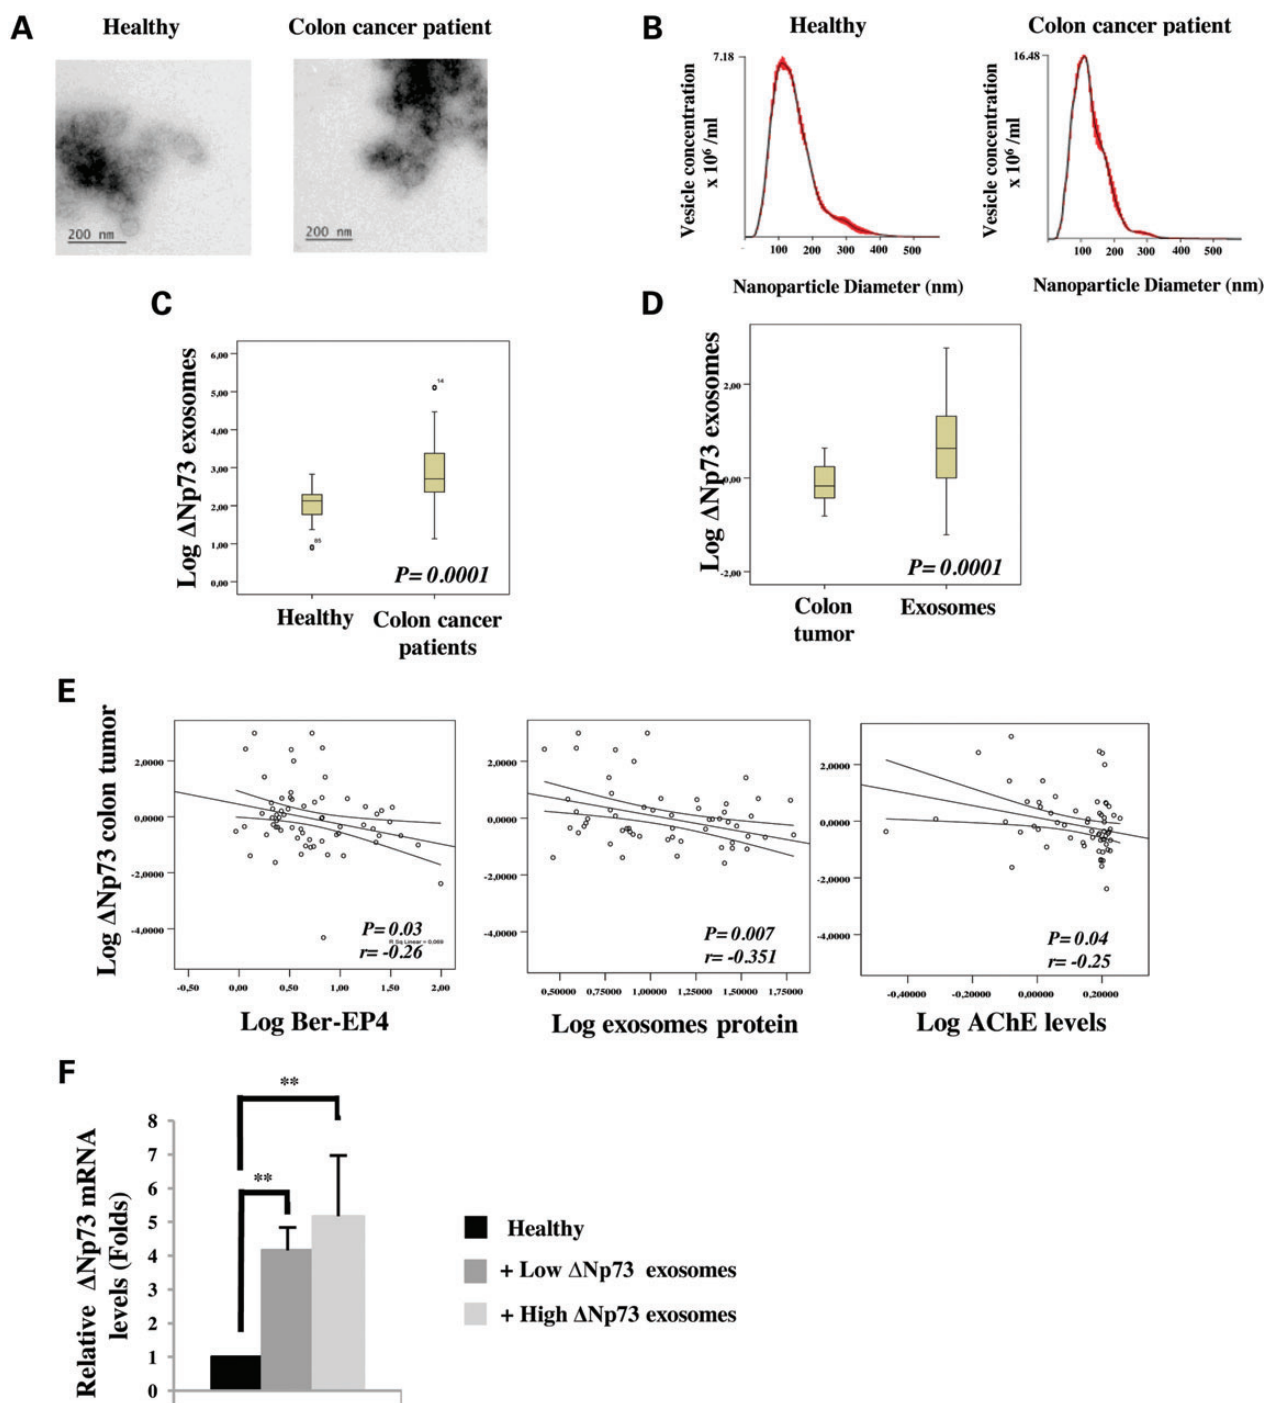 A
Healthy
Colon cancer patient
200 nm
200 nm
B
Healthy
Colon cancer patient
Vesicle concentration
x 10⁶ /ml
7.18
100 200 300 400 500
Nanoparticle Diameter (nm)
Vesicle concentration
x 10⁶ /ml
16.48
100 200 300 400 500
Nanoparticle Diameter (nm)
C
Log ΔNp73 exosomes
6,00
5,00
4,00
3,00
2,00
1,00
0,00
14
85
P= 0.0001
Healthy
Colon cancer
patients
D
Log ΔNp73 exosomes
2,00
0,00
-2,00
P= 0.0001
Colon
tumor
Exosomes
E
Log ΔNp73 colon tumor
2,0000
0,0000
-2,0000
-4,0000
P= 0.03
R Sq Linear = 0,069
r= -0.26
-0,50 0,00 0,50 1,00 1,50 2,00
Log Ber-EP4
2,0000
0,0000
-2,0000
-4,0000
P= 0.007
r= -0.351
0,50000 0,75000 1,00000 1,25000 1,50000 1,75000
Log exosomes protein
2,0000
0,0000
-2,0000
-4,0000
P= 0.04
r= -0.25
-0,40000 -0,20000 0,00000 0,20000
Log AChE levels
F
Relative ΔNp73 mRNA
levels (Folds)
8
7
6
5
4
3
2
1
0
**
**
Healthy
+ Low ΔNp73 exosomes
+ High ΔNp73 exosomes